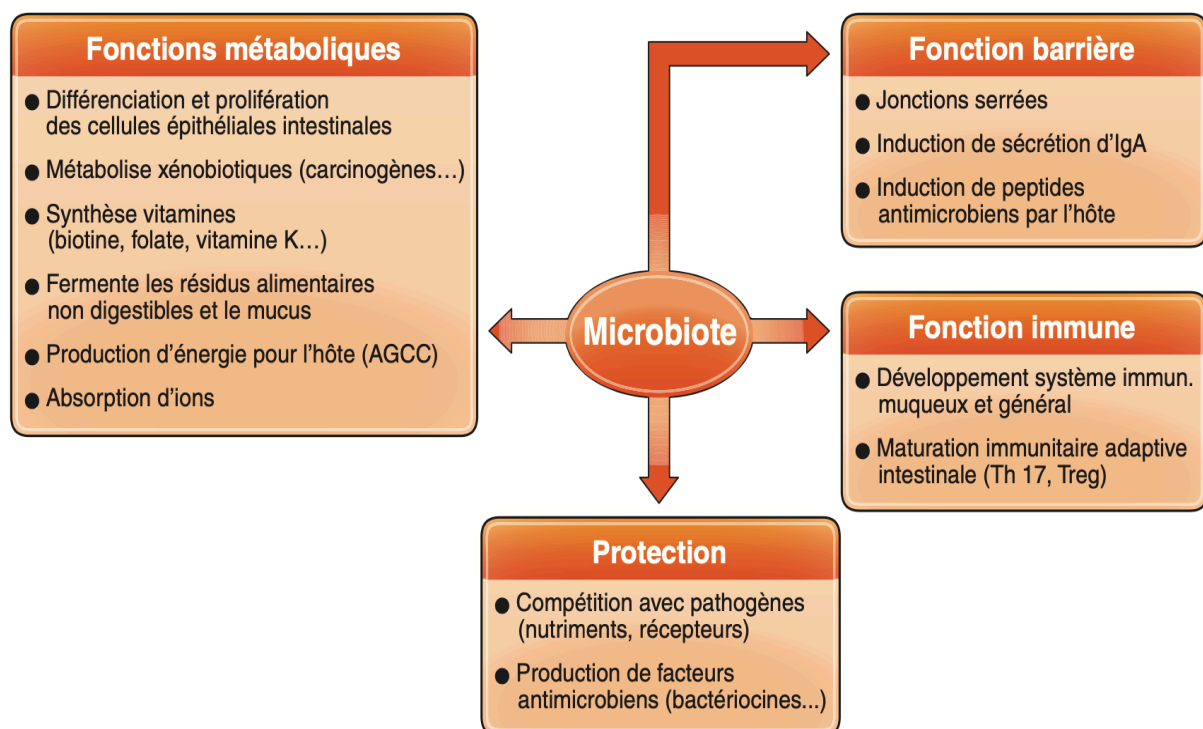 Fonctions métaboliques
● Différenciation et prolifération
des cellules épithéliales intestinales
● Métabolise xénobiotiques (carcinogènes…)
● Synthèse vitamines
(biotine, folate, vitamine K…)
● Fermente les résidus alimentaires
non digestibles et le mucus
● Production d’énergie pour l’hôte (AGCC)
● Absorption d’ions
Microbiote
Fonction barrière
● Jonctions serrées
● Induction de sécrétion d’IgA
● Induction de peptides
antimicrobiens par l’hôte
Fonction immune
● Développement système immun.
muqueux et général
● Maturation immunitaire adaptive
intestinale (Th 17, Treg)
Protection
● Compétition avec pathogènes
(nutriments, récepteurs)
● Production de facteurs
antimicrobiens (bactériocines...)